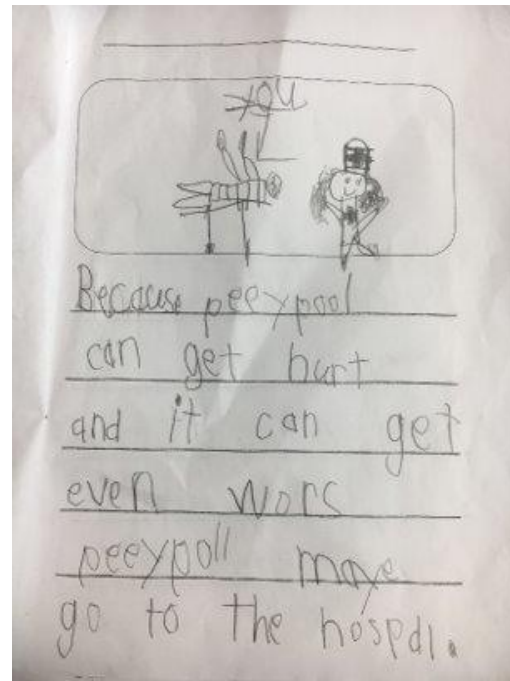 you
Because peeypool
can get hurt
and it can get
even wors
peeypoll maye
go to the hospdl.